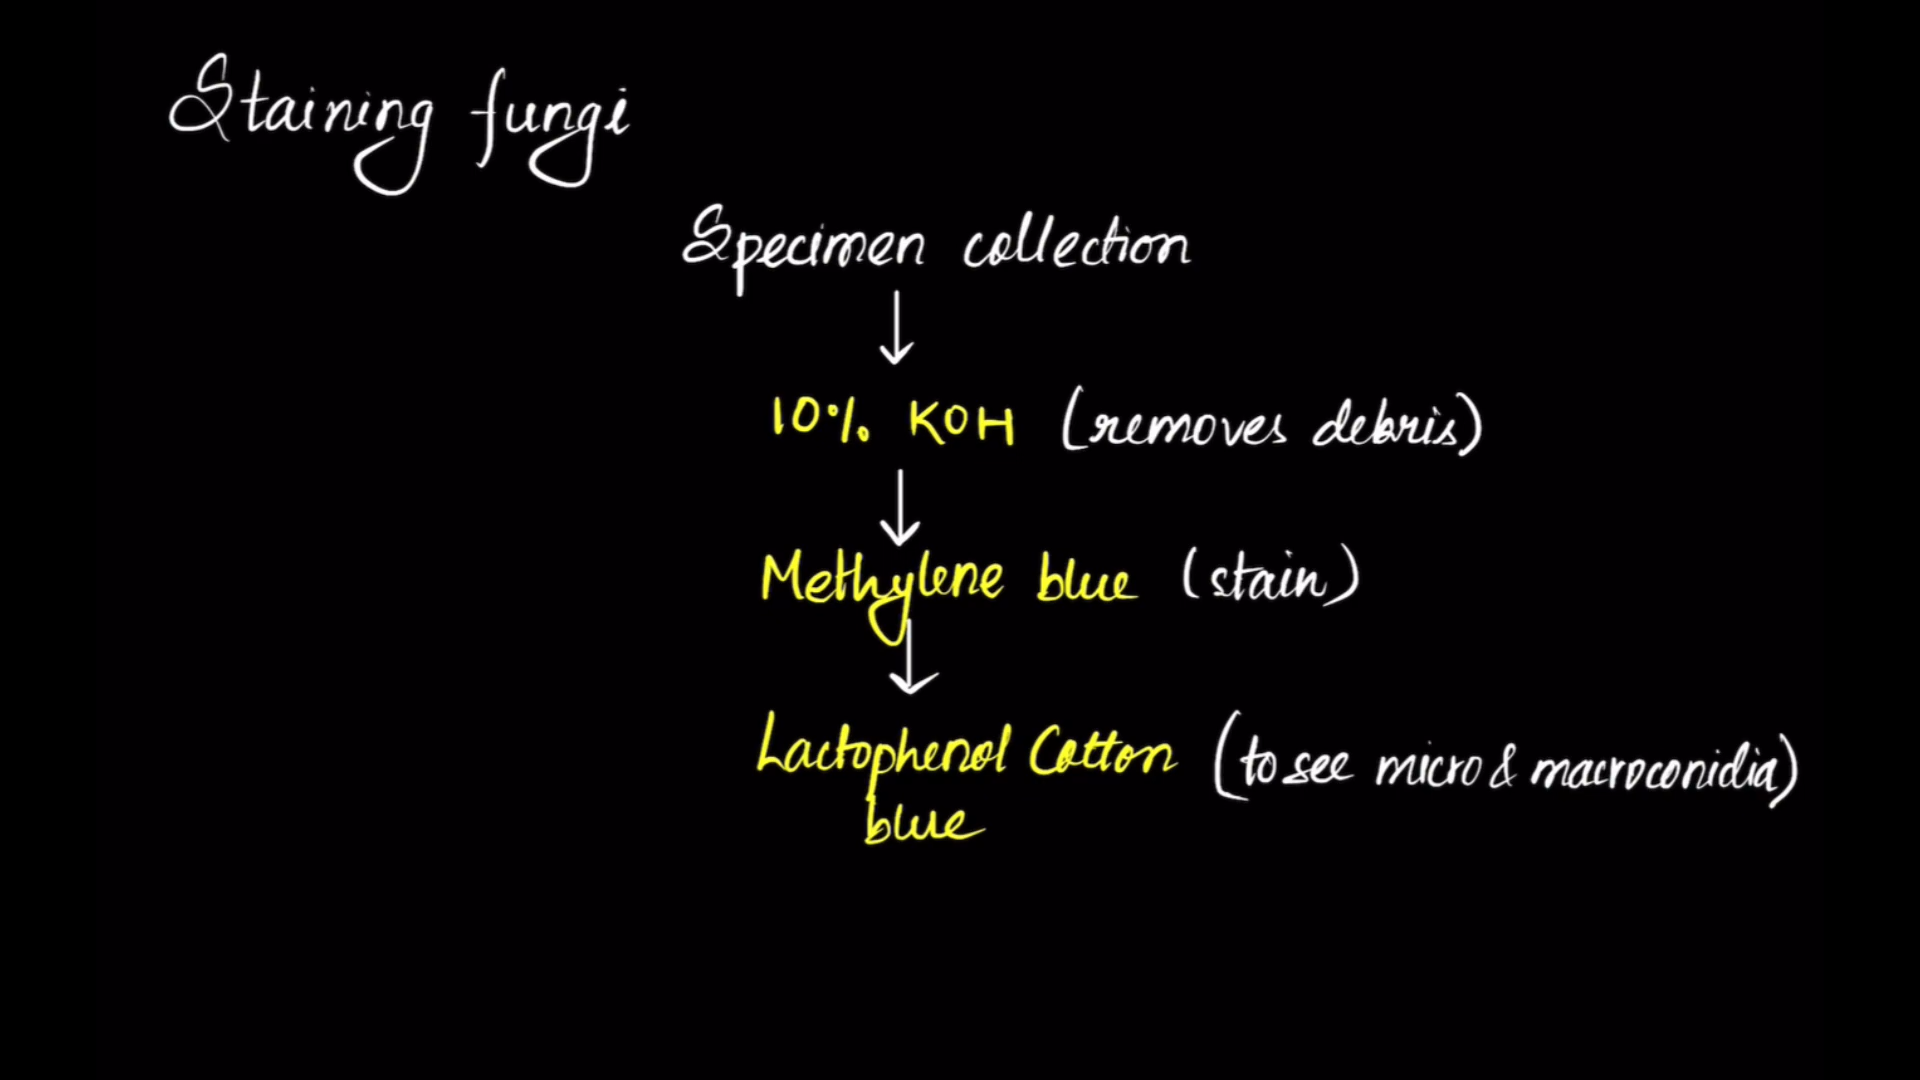 Staining fungi
Specimen collection
10% KOH (removes debris)
Methylene blue (stain)
Lactophenol Cotton (to see micro & macroconidia)
blue